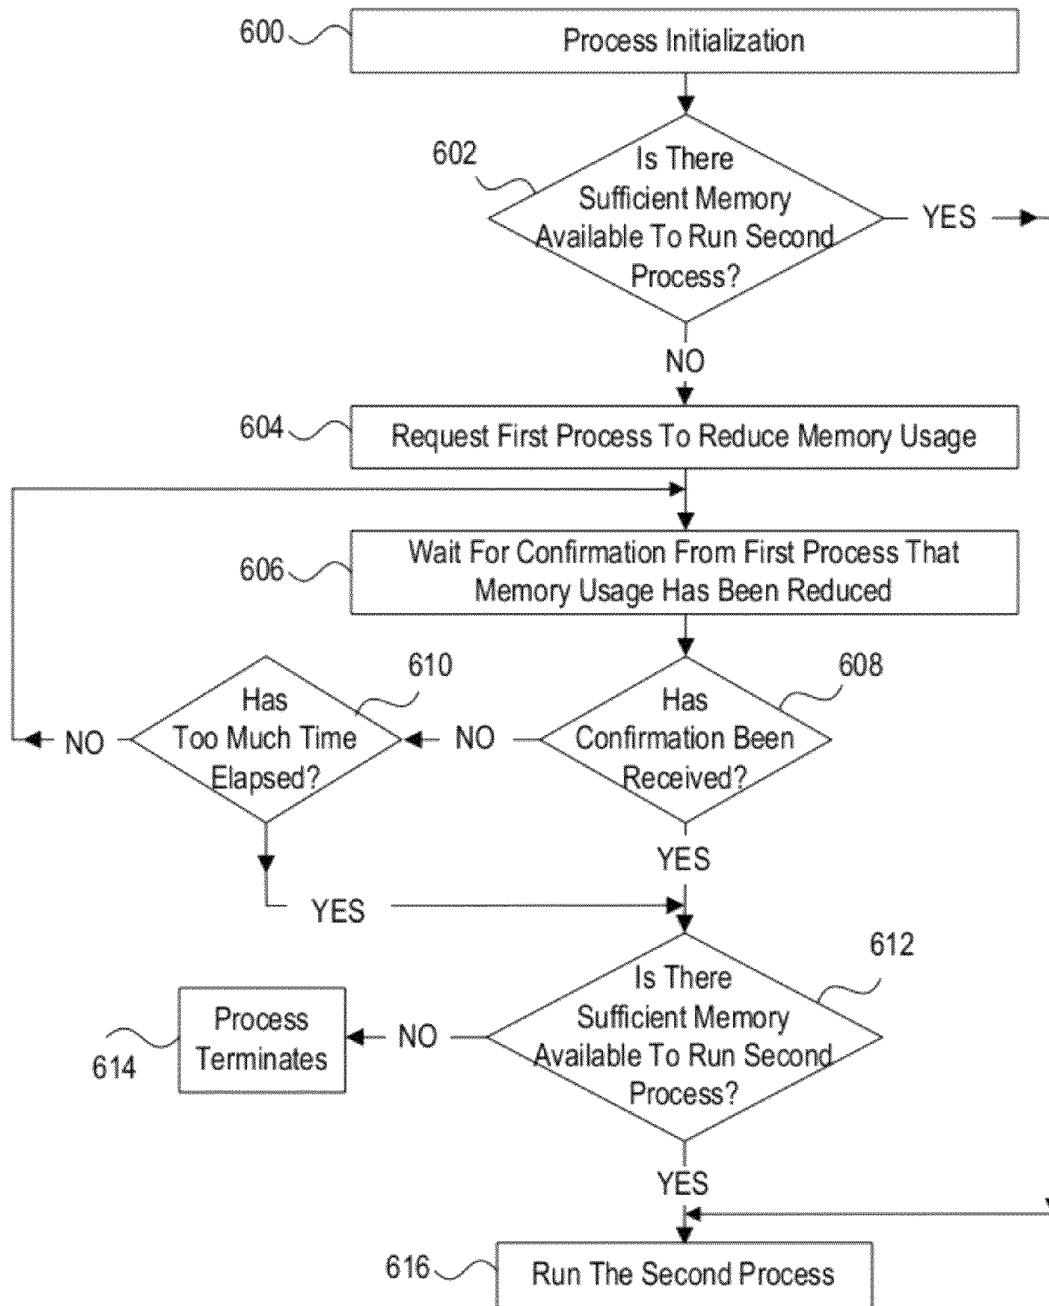 600
Process Initialization
602
Is There
Sufficient Memory
Available To Run Second
Process?
YES
NO
604
Request First Process To Reduce Memory Usage
606
Wait For Confirmation From First Process That
Memory Usage Has Been Reduced
610
Has
Too Much Time
Elapsed?
NO
608
Has
Confirmation Been
Received?
NO
YES
YES
612
Is There
Sufficient Memory
Available To Run Second
Process?
NO
614
Process
Terminates
YES
616
Run The Second Process